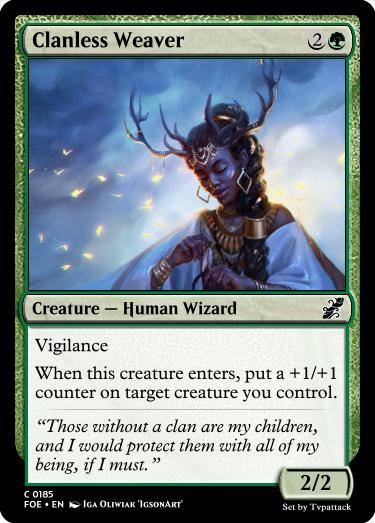 Clanless Weaver 2
Creature — Human Wizard
Vigilance
When this creature enters, put a +1/+1
counter on target creature you control.
“Those without a clan are my children,
and I would protect them with all of my
being, if I must.”
2/2
C 0185
FOE • EN Iga Oliwiak 'IgsonArt'
Set by Tvpattack